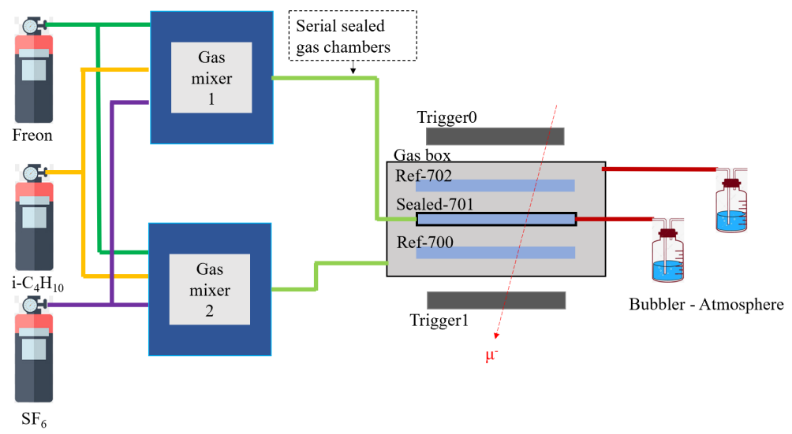 Serial sealed
gas chambers
Gas
mixer
1
Freon
Trigger0
Gas box
Ref-702
Sealed-701
Ref-700
i-C₄H₁₀
Gas
mixer
2
Trigger1
Bubbler - Atmosphere
μ⁻
SF₆